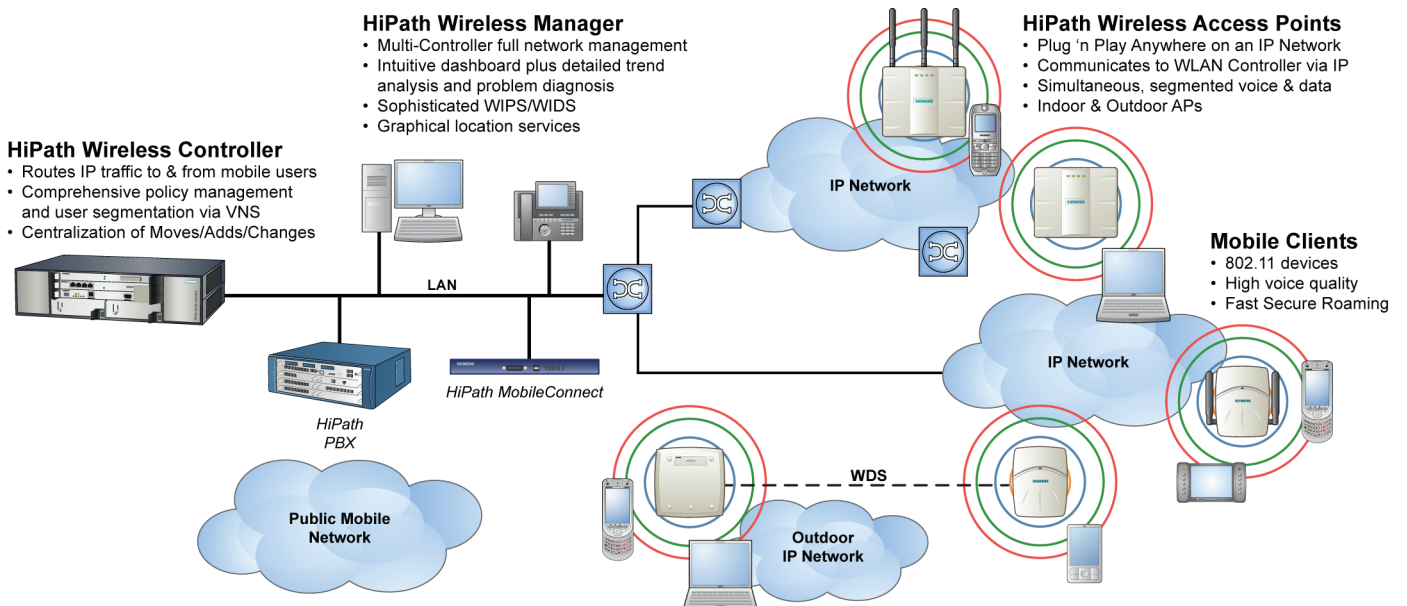 HiPath Wireless Manager
• Multi-Controller full network management
• Intuitive dashboard plus detailed trend
analysis and problem diagnosis
• Sophisticated WIPS/WIDS
• Graphical location services
HiPath Wireless Access Points
• Plug ‘n Play Anywhere on an IP Network
• Communicates to WLAN Controller via IP
• Simultaneous, segmented voice & data
• Indoor & Outdoor APs
HiPath Wireless Controller
• Routes IP traffic to & from mobile users
• Comprehensive policy management
and user segmentation via VNS
• Centralization of Moves/Adds/Changes
SIEMENS
IP Network
SIEMENS
Mobile Clients
• 802.11 devices
• High voice quality
• Fast Secure Roaming
LAN
IP Network
SIEMENS
SIEMENS
HiPath MobileConnect
HiPath
PBX
WDS
SIEMENS
Public Mobile
Network
Outdoor
IP Network